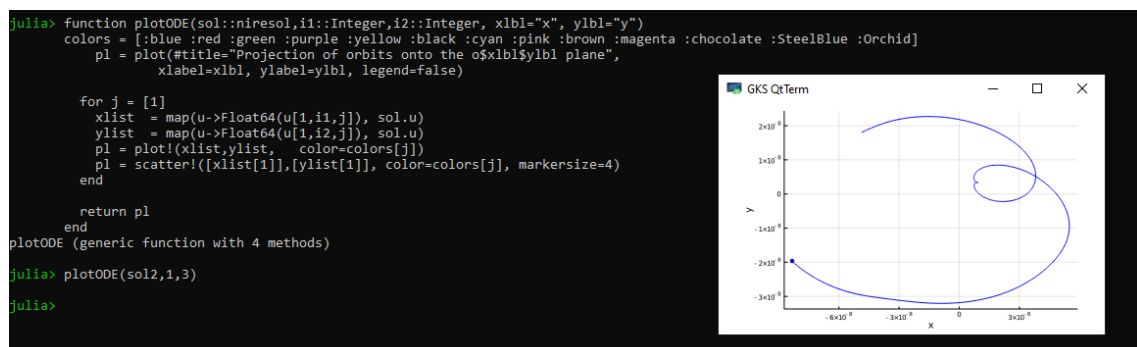 julia> function plotODE(sol::niresol,i1::Integer,i2::Integer, xlbl="x", ylbl="y")
colors = [:blue :red :green :purple :yellow :black :cyan :pink :brown :magenta :chocolate :SteelBlue :Orchid]
pl = plot(#title="Projection of orbits onto the o$xlbl$ylbl plane",
xlabel=xlbl, ylabel=ylbl, legend=false)
for j = [1]
xlist = map(u->Float64(u[1,i1,j]), sol.u)
ylist = map(u->Float64(u[1,i2,j]), sol.u)
pl = plot!(xlist,ylist, color=colors[j])
pl = scatter!([xlist[1]],[ylist[1]], color=colors[j], markersize=4)
end
return pl
end
plotODE (generic function with 4 methods)
julia> plotODE(sol2,1,3)
julia>
GKS QtTerm
2×10⁻⁸
1×10⁻⁸
0
-1×10⁻⁸
-2×10⁻⁸
-3×10⁻⁸
y
-6×10⁻⁸ -3×10⁻⁸ 0 3×10⁻⁸
x